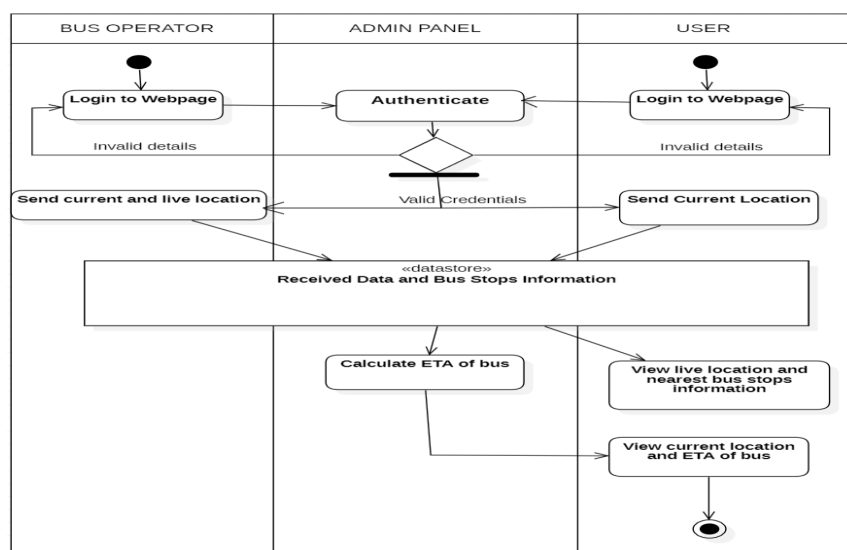 BUS OPERATOR
ADMIN PANEL
USER
Login to Webpage
Authenticate
Login to Webpage
Invalid details
Invalid details
Send current and live location
Valid Credentials
Send Current Location
«datastore»
Received Data and Bus Stops Information
Calculate ETA of bus
View live location and
nearest bus stops
information
View current location
and ETA of bus